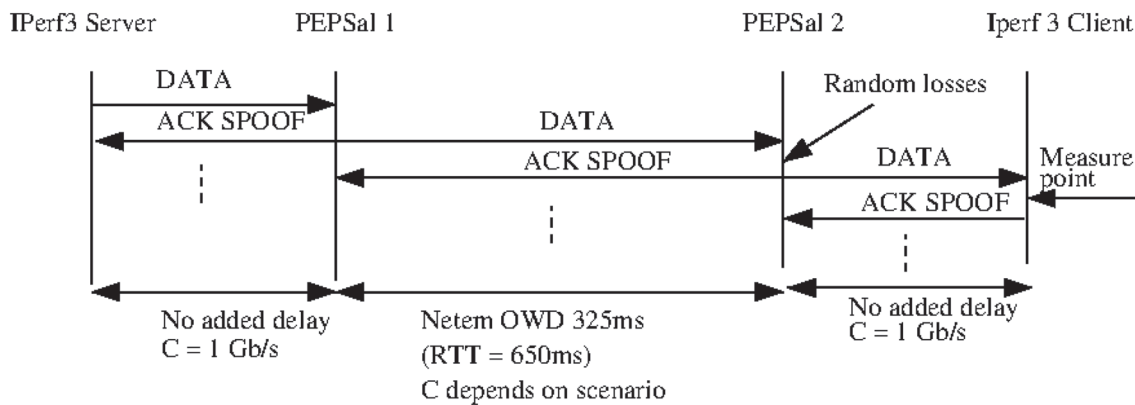 IPerf3 Server
PEPSal 1
PEPSal 2
Iperf 3 Client
DATA
Random losses
ACK SPOOF
DATA
ACK SPOOF
DATA
Measure
point
ACK SPOOF
No added delay
C = 1 Gb/s
Netem OWD 325ms
(RTT = 650ms)
C depends on scenario
No added delay
C = 1 Gb/s